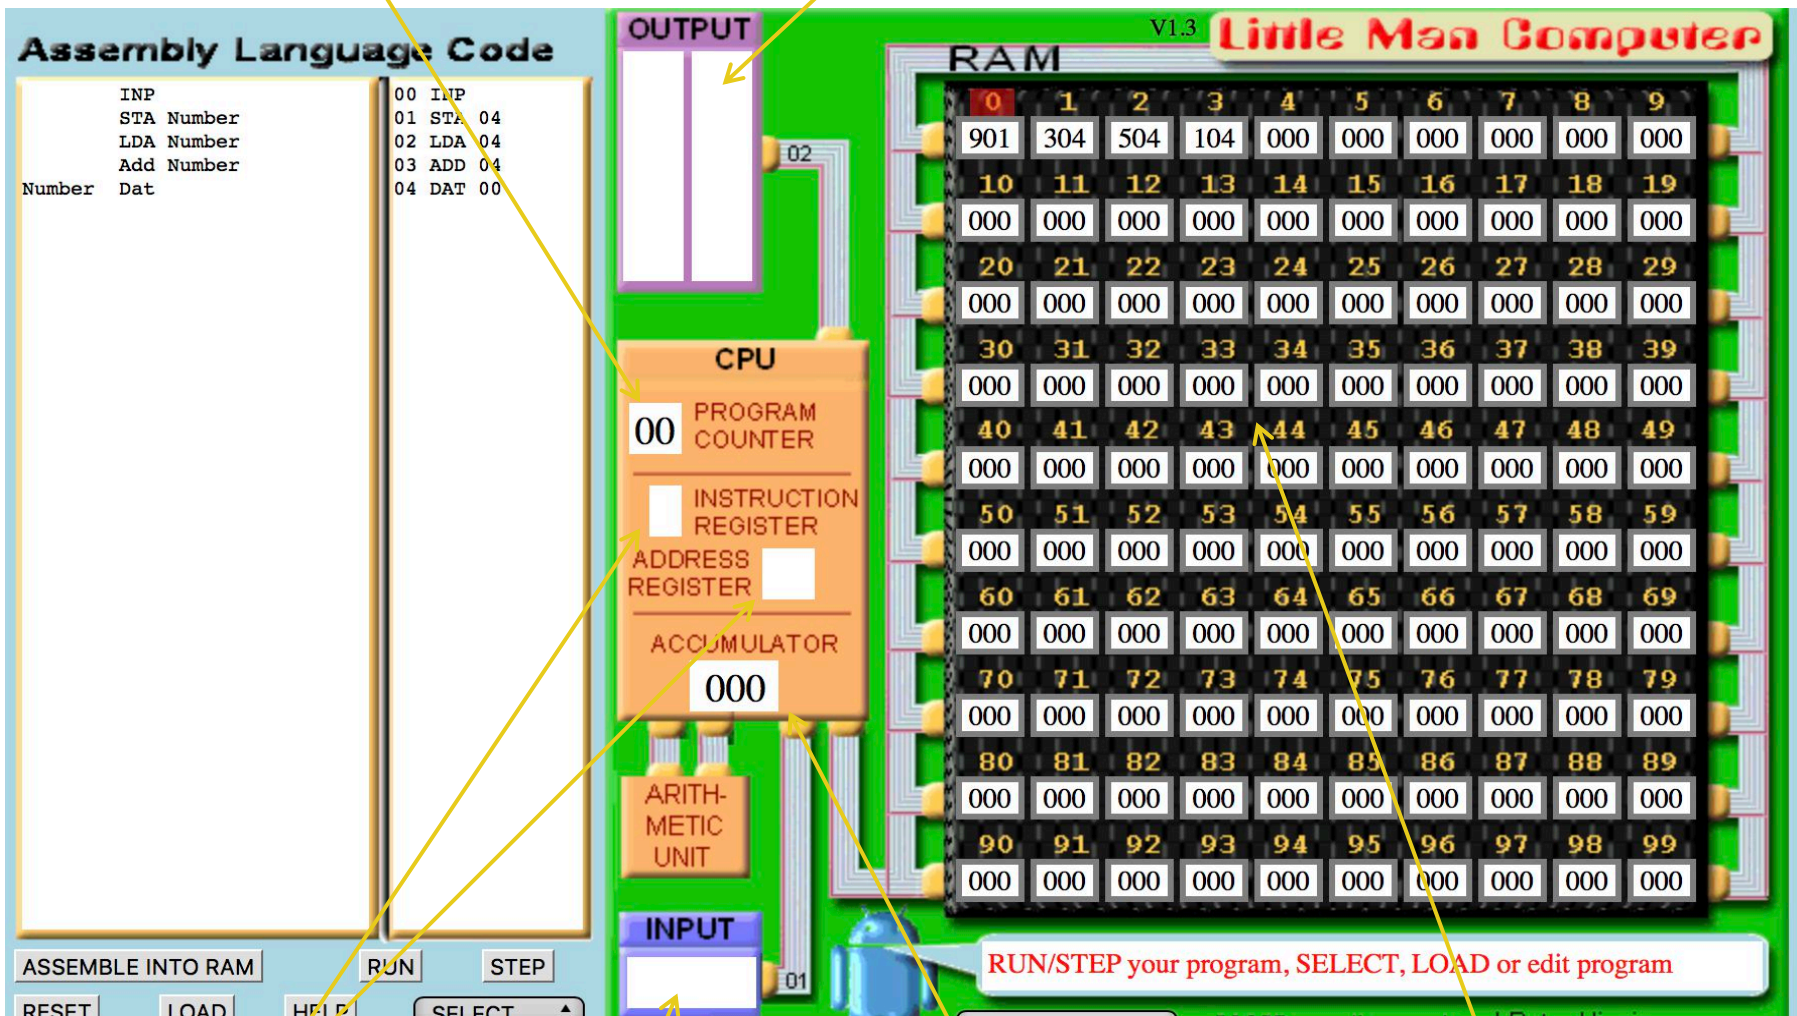 Assembly Language Code
INP
STA Number
LDA Number
Add Number
Number Dat
00 INP
01 STA 04
02 LDA 04
03 ADD 04
04 DAT 00
ASSEMBLE INTO RAM
RUN
STEP
RESET
LOAD
HELP
SELECT
OUTPUT
02
CPU
00
PROGRAM
COUNTER
INSTRUCTION
REGISTER
ADDRESS
REGISTER
ACCUMULATOR
000
ARITH-
METIC
UNIT
INPUT
01
V1.3
Little Man Computer
RAM
0 1 2 3 4 5 6 7 8 9
901 304 504 104 000 000 000 000 000 000
10 11 12 13 14 15 16 17 18 19
000 000 000 000 000 000 000 000 000 000
20 21 22 23 24 25 26 27 28 29
000 000 000 000 000 000 000 000 000 000
30 31 32 33 34 35 36 37 38 39
000 000 000 000 000 000 000 000 000 000
40 41 42 43 44 45 46 47 48 49
000 000 000 000 000 000 000 000 000 000
50 51 52 53 54 55 56 57 58 59
000 000 000 000 000 000 000 000 000 000
60 61 62 63 64 65 66 67 68 69
000 000 000 000 000 000 000 000 000 000
70 71 72 73 74 75 76 77 78 79
000 000 000 000 000 000 000 000 000 000
80 81 82 83 84 85 86 87 88 89
000 000 000 000 000 000 000 000 000 000
90 91 92 93 94 95 96 97 98 99
000 000 000 000 000 000 000 000 000 000
RUN/STEP your program, SELECT, LOAD or edit program